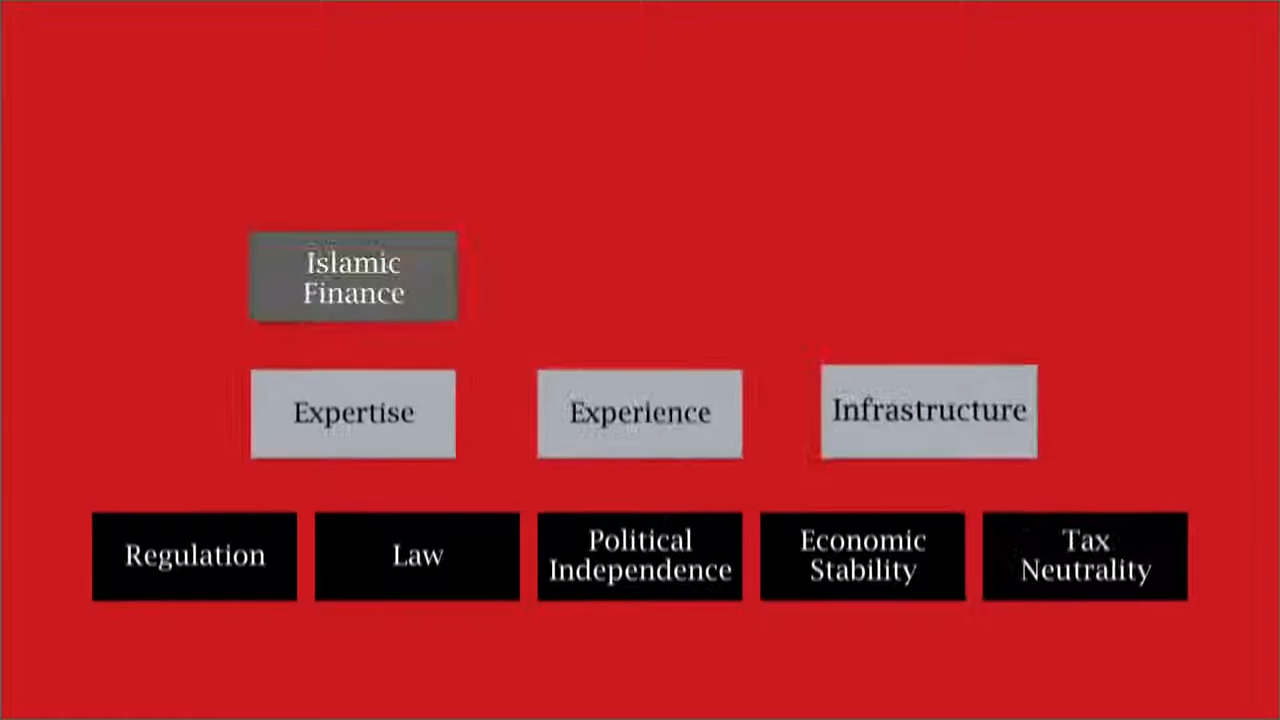 Islamic
Finance
Expertise
Experience
Infrastructure
Regulation
Law
Political
Independence
Economic
Stability
Tax
Neutrality